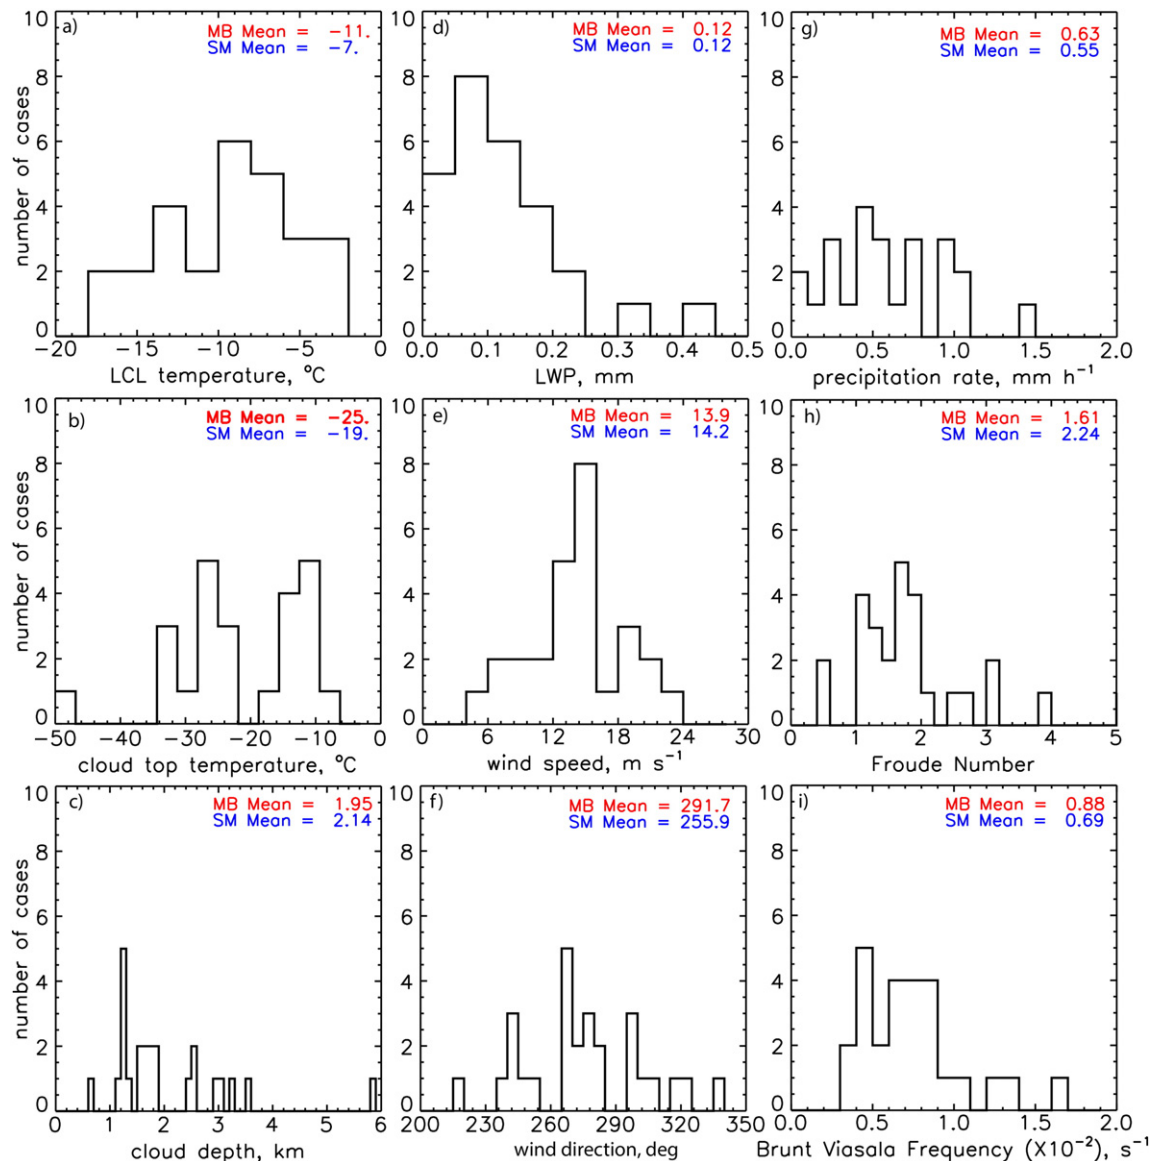 a)
MB Mean = −11.
SM Mean = −7.
number of cases
10
8
6
4
2
0
−20 −15 −10 −5 0
LCL temperature, °C
d)
MB Mean = 0.12
SM Mean = 0.12
10
8
6
4
2
0
0.0 0.1 0.2 0.3 0.4 0.5
LWP, mm
g)
MB Mean = 0.63
SM Mean = 0.55
10
8
6
4
2
0
0.0 0.5 1.0 1.5 2.0
precipitation rate, mm h⁻¹
b)
MB Mean = −25.
SM Mean = −19.
number of cases
10
8
6
4
2
0
−50 −40 −30 −20 −10 0
cloud top temperature, °C
e)
MB Mean = 13.9
SM Mean = 14.2
10
8
6
4
2
0
0 6 12 18 24 30
wind speed, m s⁻¹
h)
MB Mean = 1.61
SM Mean = 2.24
10
8
6
4
2
0
0 1 2 3 4 5
Froude Number
c)
MB Mean = 1.95
SM Mean = 2.14
number of cases
10
8
6
4
2
0
0 1 2 3 4 5 6
cloud depth, km
f)
MB Mean = 291.7
SM Mean = 255.9
10
8
6
4
2
0
200 230 260 290 320 350
wind direction, deg
i)
MB Mean = 0.88
SM Mean = 0.69
10
8
6
4
2
0
0.0 0.5 1.0 1.5 2.0
Brunt Viasala Frequency (X10⁻²), s⁻¹